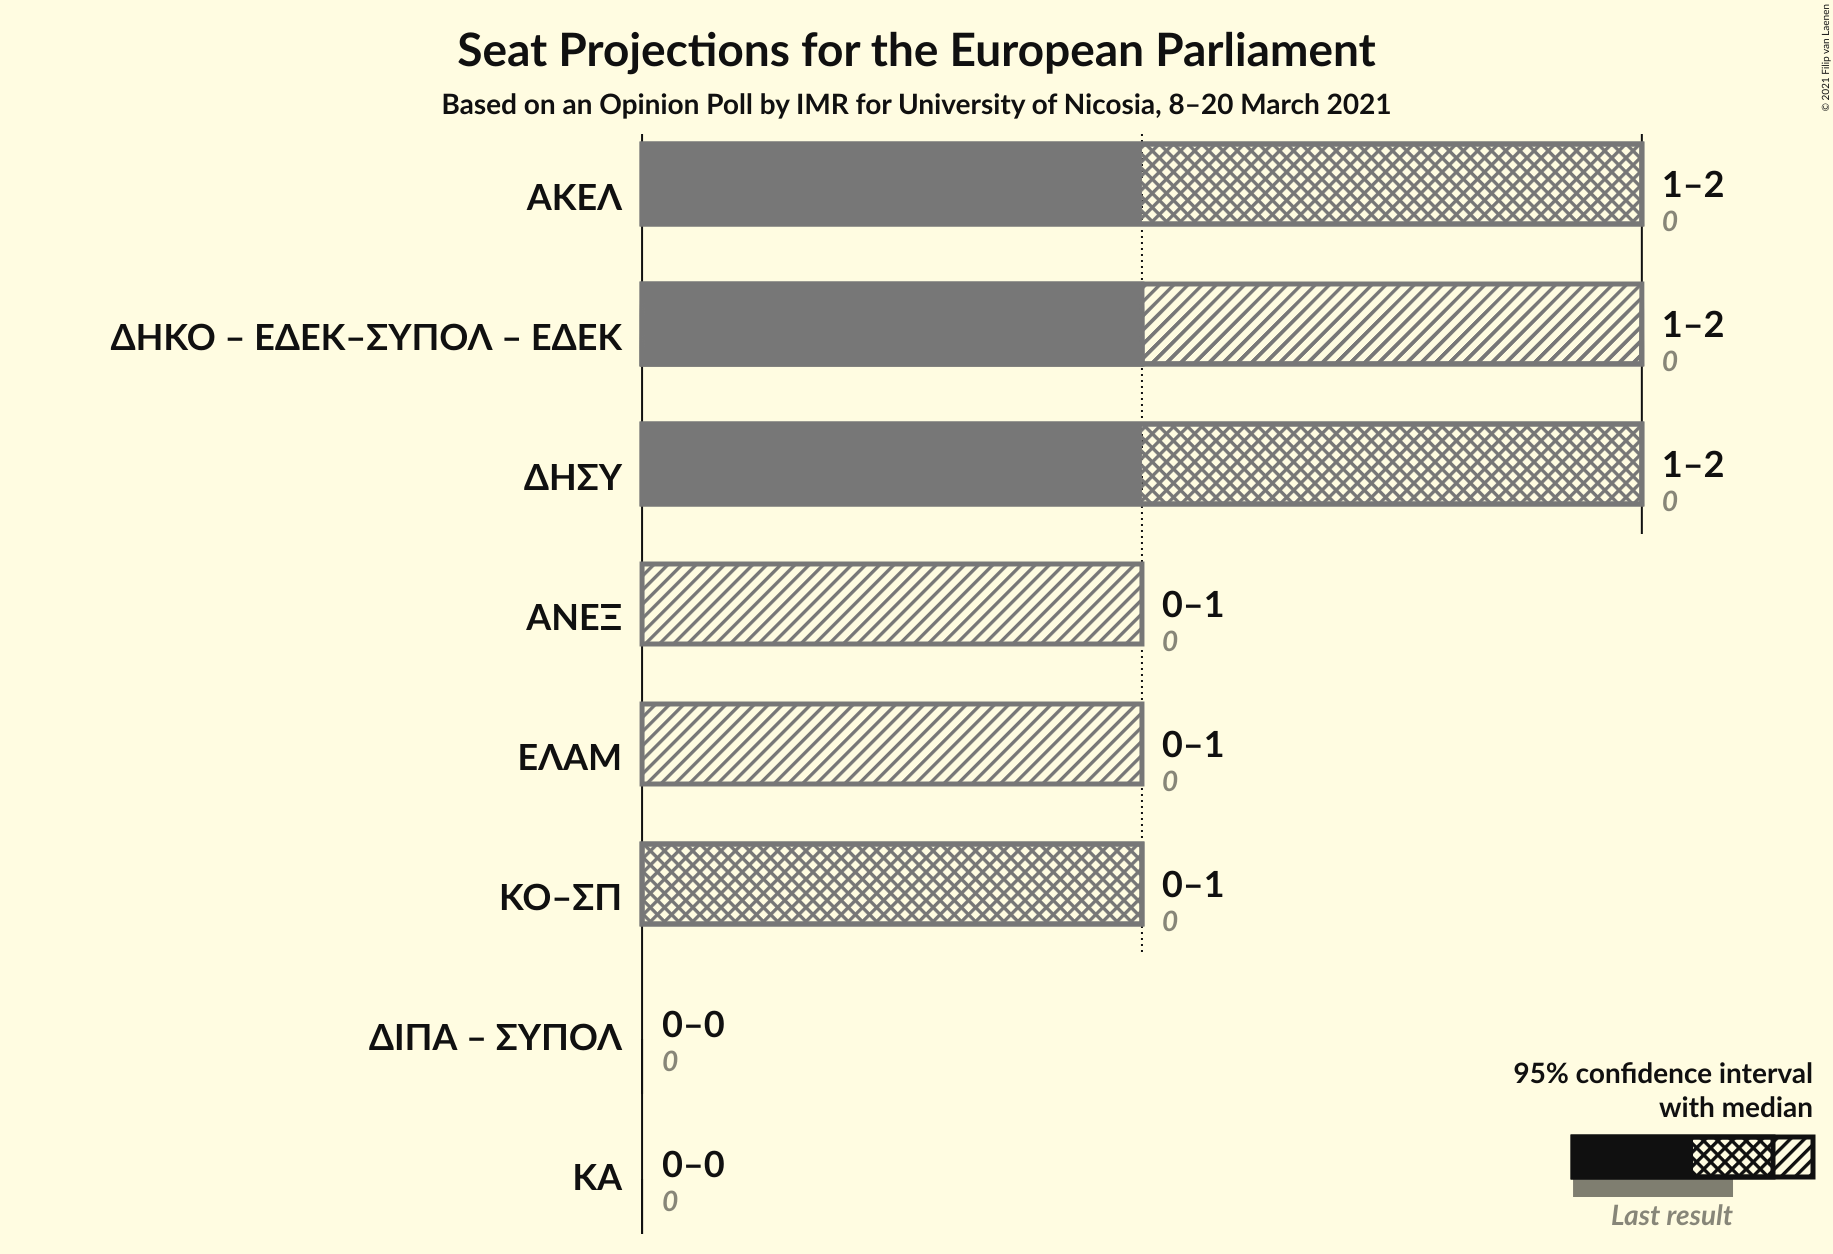 Seat Projections for the European Parliament
Based on an Opinion Poll by IMR for University of Nicosia, 8–20 March 2021
© 2021 Filip van Laenen
ΑΚΕΛ
1–2
0
ΔΗΚΟ – ΕΔΕΚ–ΣΥΠΟΛ – ΕΔΕΚ
1–2
0
ΔΗΣΥ
1–2
0
ΑΝΕΞ
0–1
0
ΕΛΑΜ
0–1
0
ΚΟ–ΣΠ
0–1
0
ΔΙΠΑ – ΣΥΠΟΛ
0–0
0
ΚΑ
0–0
0
95% confidence interval
with median
Last result